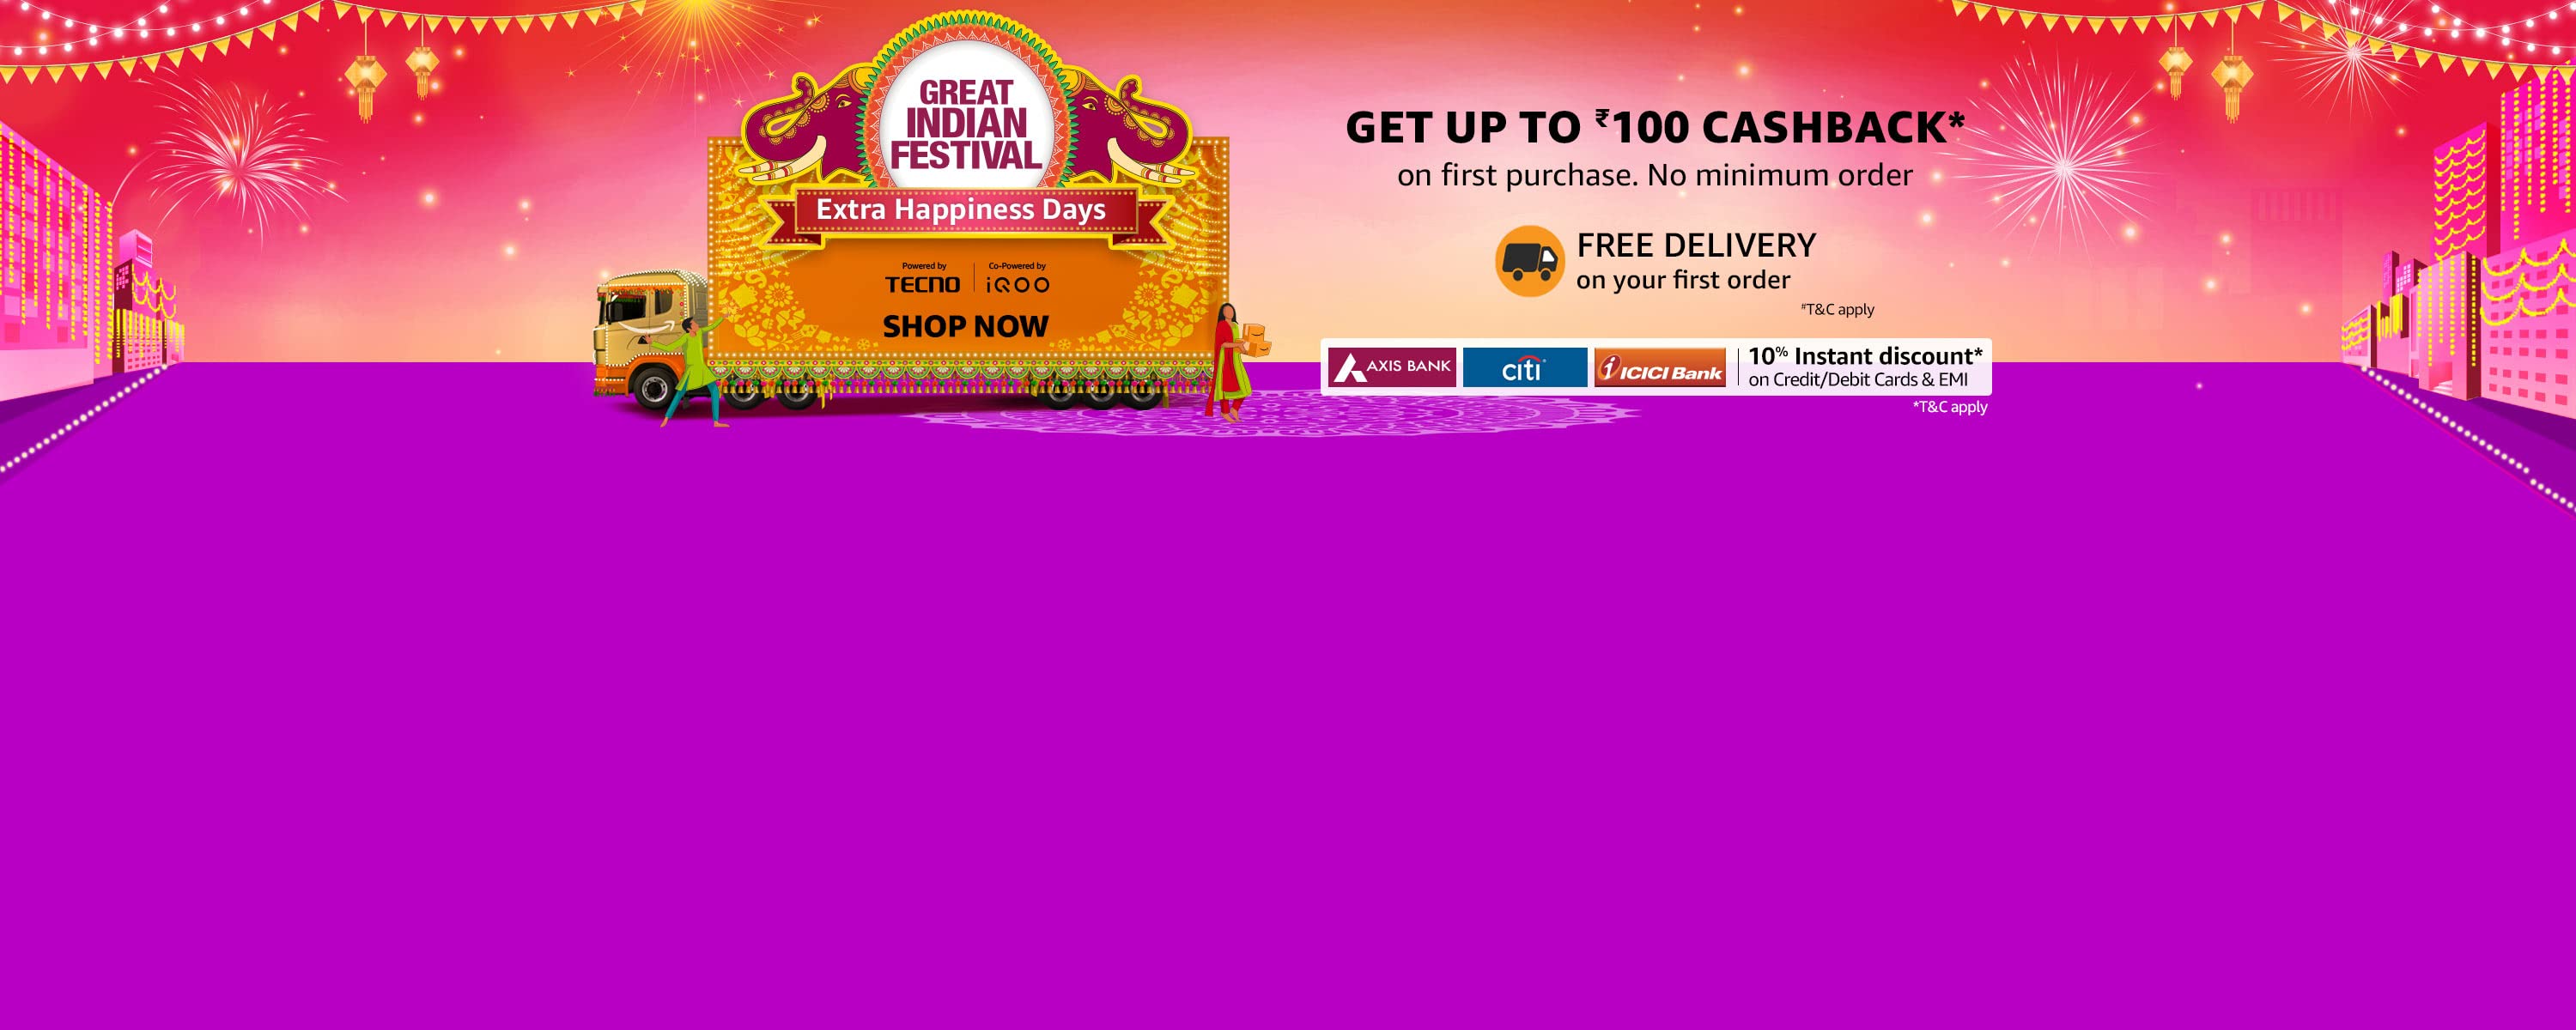 GREAT
INDIAN
FESTIVAL
Extra Happiness Days
Powered by
TECNO
Co-Powered by
iQOO
SHOP NOW
GET UP TO ₹100 CASHBACK*
on first purchase. No minimum order
FREE DELIVERY
on your first order
#T&C apply
AXIS BANK
citi
ICICI Bank
10% Instant discount*
on Credit/Debit Cards & EMI
*T&C apply